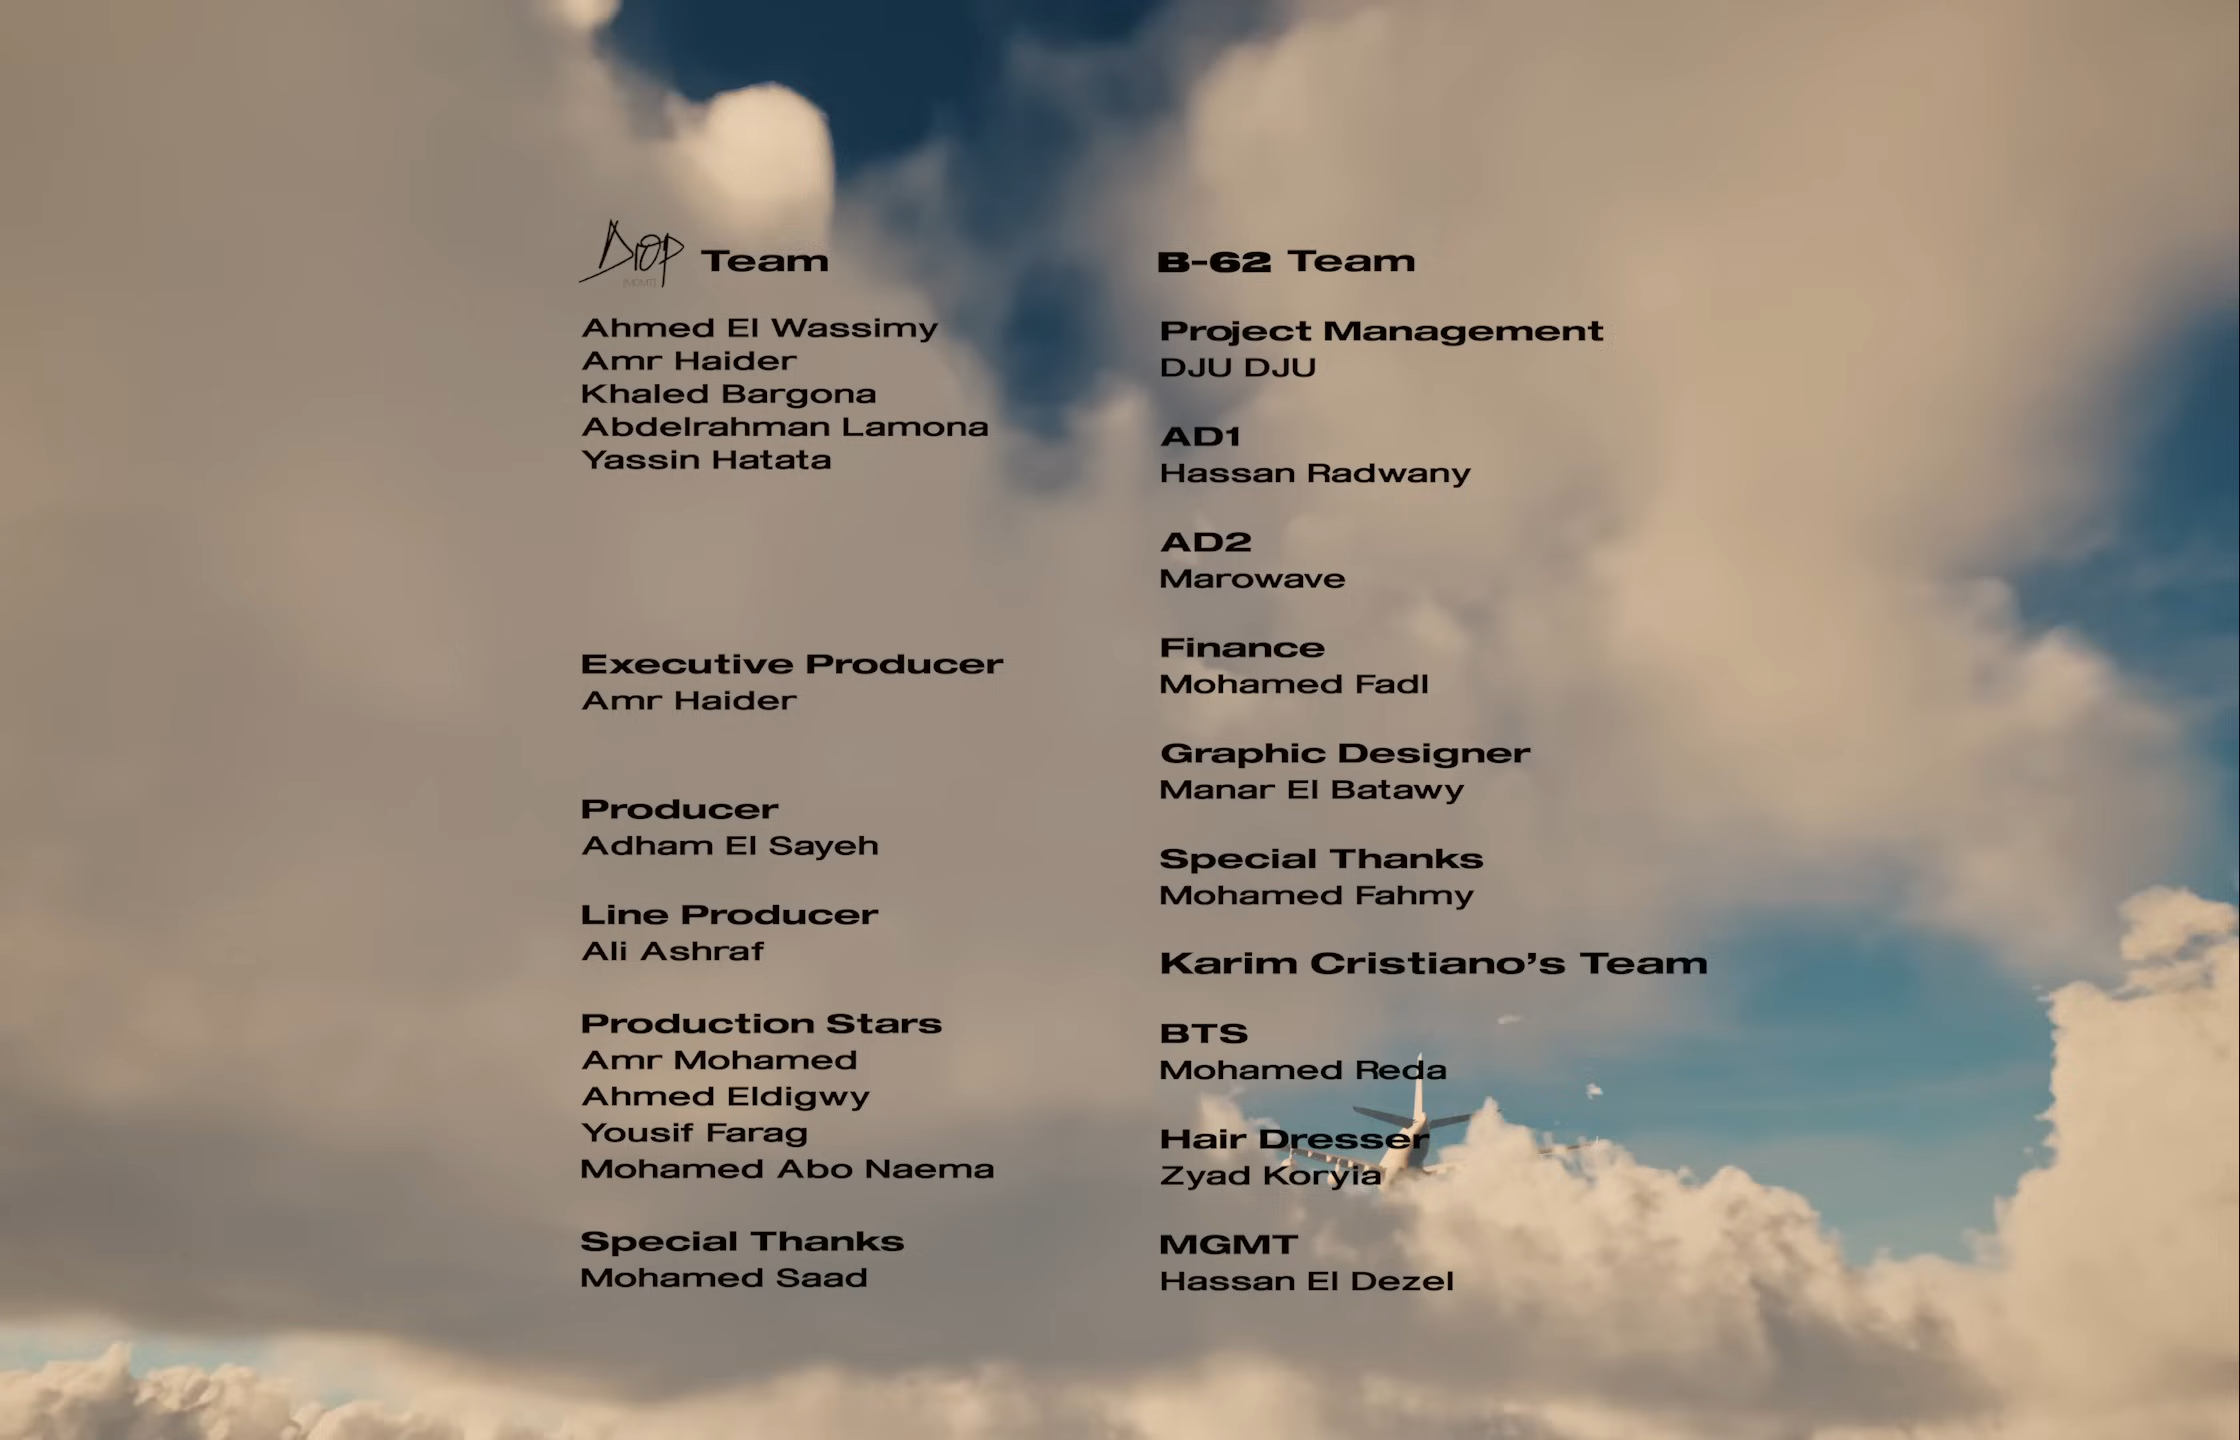 Drop Team
[MGMT]
Ahmed El Wassimy
Amr Haider
Khaled Bargona
Abdelrahman Lamona
Yassin Hatata
Executive Producer
Amr Haider
Producer
Adham El Sayeh
Line Producer
Ali Ashraf
Production Stars
Amr Mohamed
Ahmed Eldigwy
Yousif Farag
Mohamed Abo Naema
Special Thanks
Mohamed Saad
B-62 Team
Project Management
DJU DJU
AD1
Hassan Radwany
AD2
Marowave
Finance
Mohamed Fadl
Graphic Designer
Manar El Batawy
Special Thanks
Mohamed Fahmy
Karim Cristiano's Team
BTS
Mohamed Reda
Hair Dresser
Zyad Koryia
MGMT
Hassan El Dezel